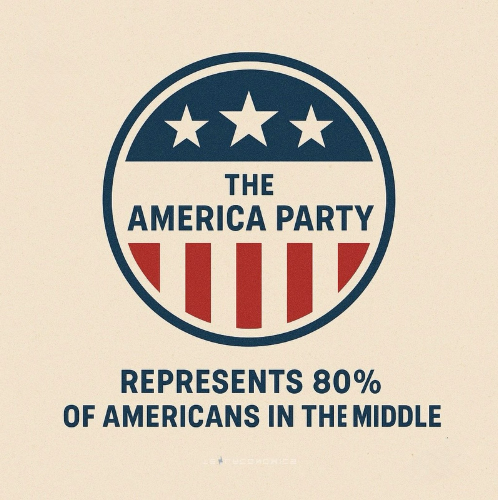 THE
AMERICA PARTY
REPRESENTS 80%
OF AMERICANS IN THE MIDDLE